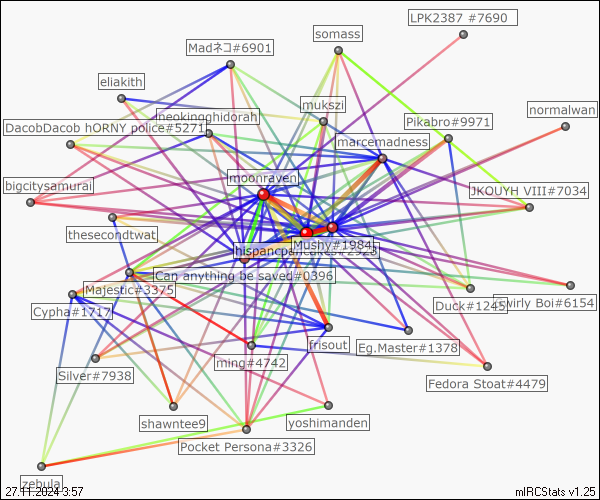 LPK2387 #7690
somass
Madネコ#6901
eliakith
mukszi
neokingghidorah
normalwan
DacobDacob hORNY police#5271
Pikabro#9971
marcemadness
moonrayen
bigcitysamurai
JKOUYH VIII#7034
thesecondtwat
Mushy#1984
Can anything be saved#0396
Majestic#3375
Cypha#1717
Duck#1245
Swirly Boi#6154
frisout
Eg.Master#1378
ming#4742
Silver#7938
Fedora Stoat#4479
shawntee9
yoshimanden
Pocket Persona#3326
zebula
27.11.2024 3:57
mIRCStats v1.25